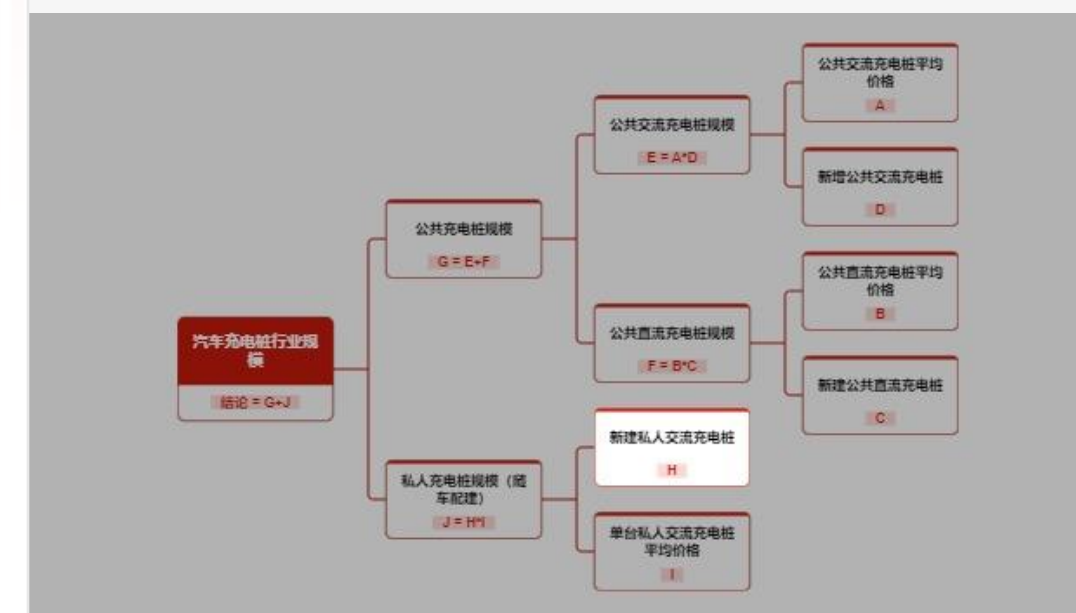 公共交流充电桩平均
价格
A
公共交流充电桩规模
E = A*D
新增公共交流充电桩
D
公共充电桩规模
G = E+F
公共直流充电桩平均
价格
B
公共直流充电桩规模
F = B*C
新建公共直流充电桩
C
汽车充电桩行业规
模
结论 = G+J
新建私人交流充电桩
H
私人充电桩规模（随
车配建）
J = H*I
单台私人交流充电桩
平均价格
I